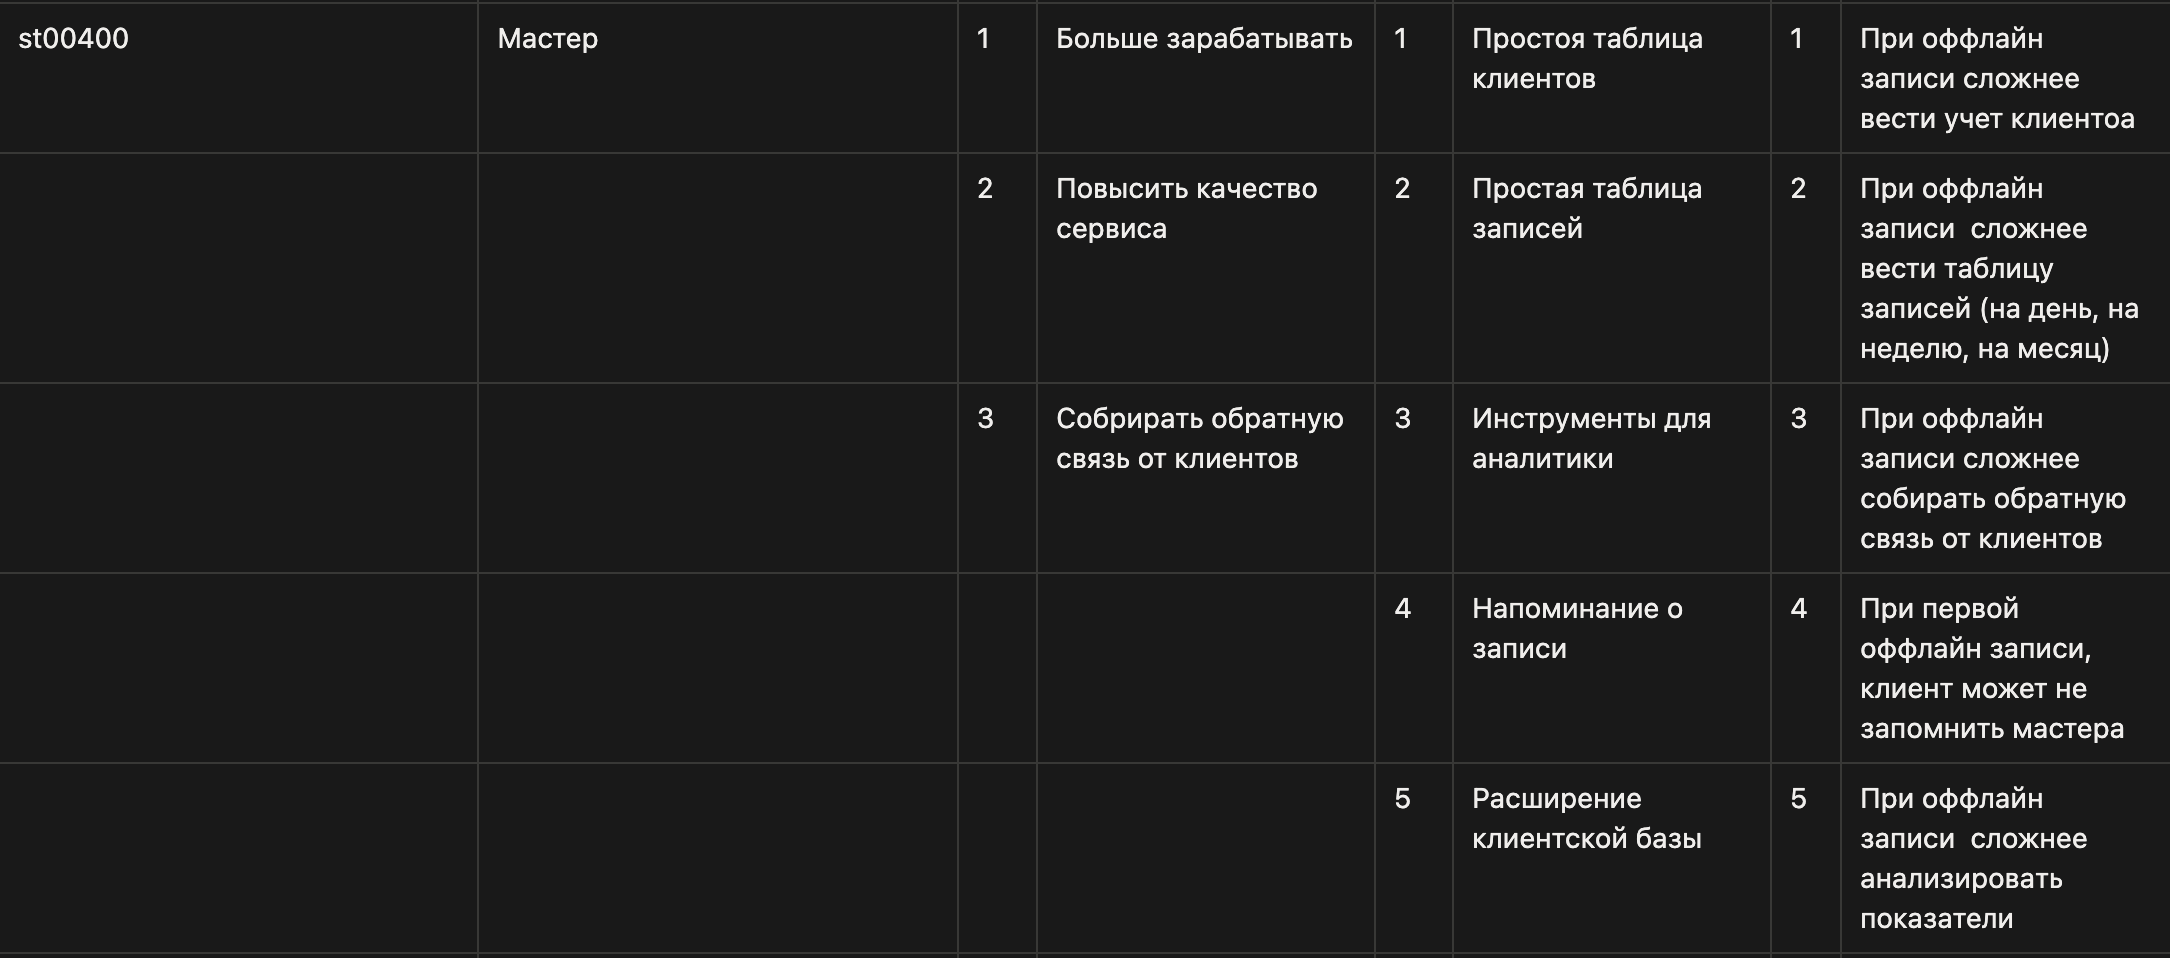 st00400
Мастер
1
Больше зарабатывать
1
Простоя таблица
клиентов
1
При оффлайн
записи сложнее
вести учет клиентоа
2
Повысить качество
сервиса
2
Простая таблица
записей
2
При оффлайн
записи  сложнее
вести таблицу
записей (на день, на
неделю, на месяц)
3
Собрирать обратную
связь от клиентов
3
Инструменты для
аналитики
3
При оффлайн
записи сложнее
собирать обратную
связь от клиентов
4
Напоминание о
записи
4
При первой
оффлайн записи,
клиент может не
запомнить мастера
5
Расширение
клиентской базы
5
При оффлайн
записи  сложнее
анализировать
показатели